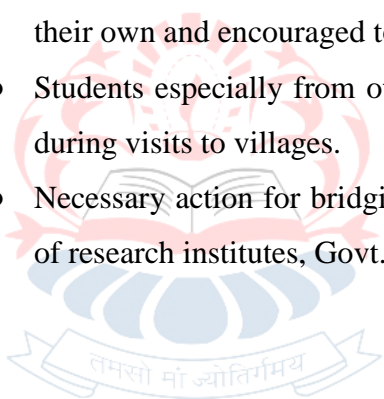 their own and encouraged to
• Students especially from o
during visits to villages.
• Necessary action for bridgi
of research institutes, Govt.
तमसो मां ज्योतिर्गमय